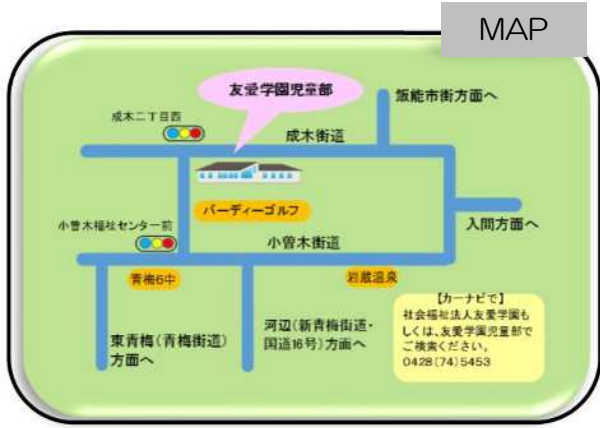 MAP
友愛学園児童部
飯能市街方面へ
成木二丁目西
成木街道
バーディーゴルフ
小曾木福祉センター前
小曾木街道
入間方面へ
青梅6中
岩蔵温泉
東青梅(青梅街道)
方面へ
河辺(新青梅街道・
国道16号)方面へ
【カーナビで】
社会福祉法人友愛学園も
しくは、友愛学園児童部で
ご検索ください。
0428(74)5453